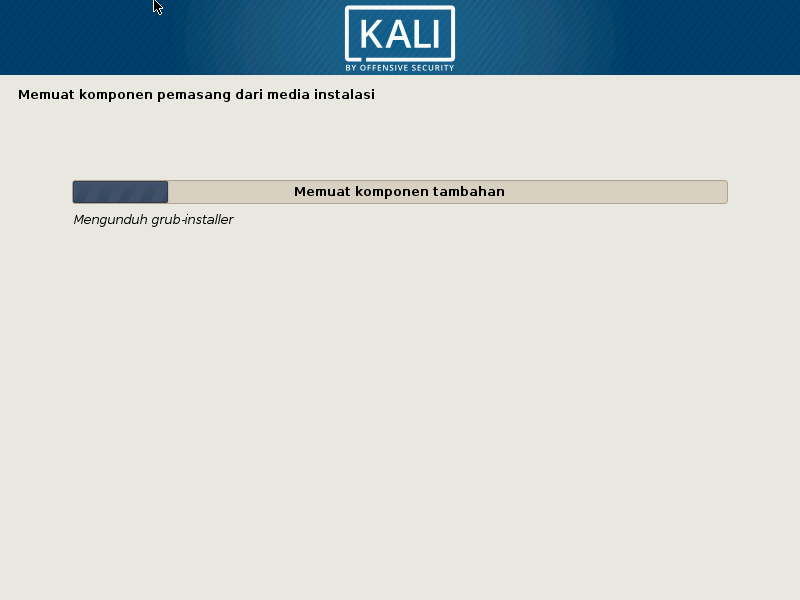 KALI
BY OFFENSIVE SECURITY
Memuat komponen pemasang dari media instalasi
Memuat komponen tambahan
Mengunduh grub-installer